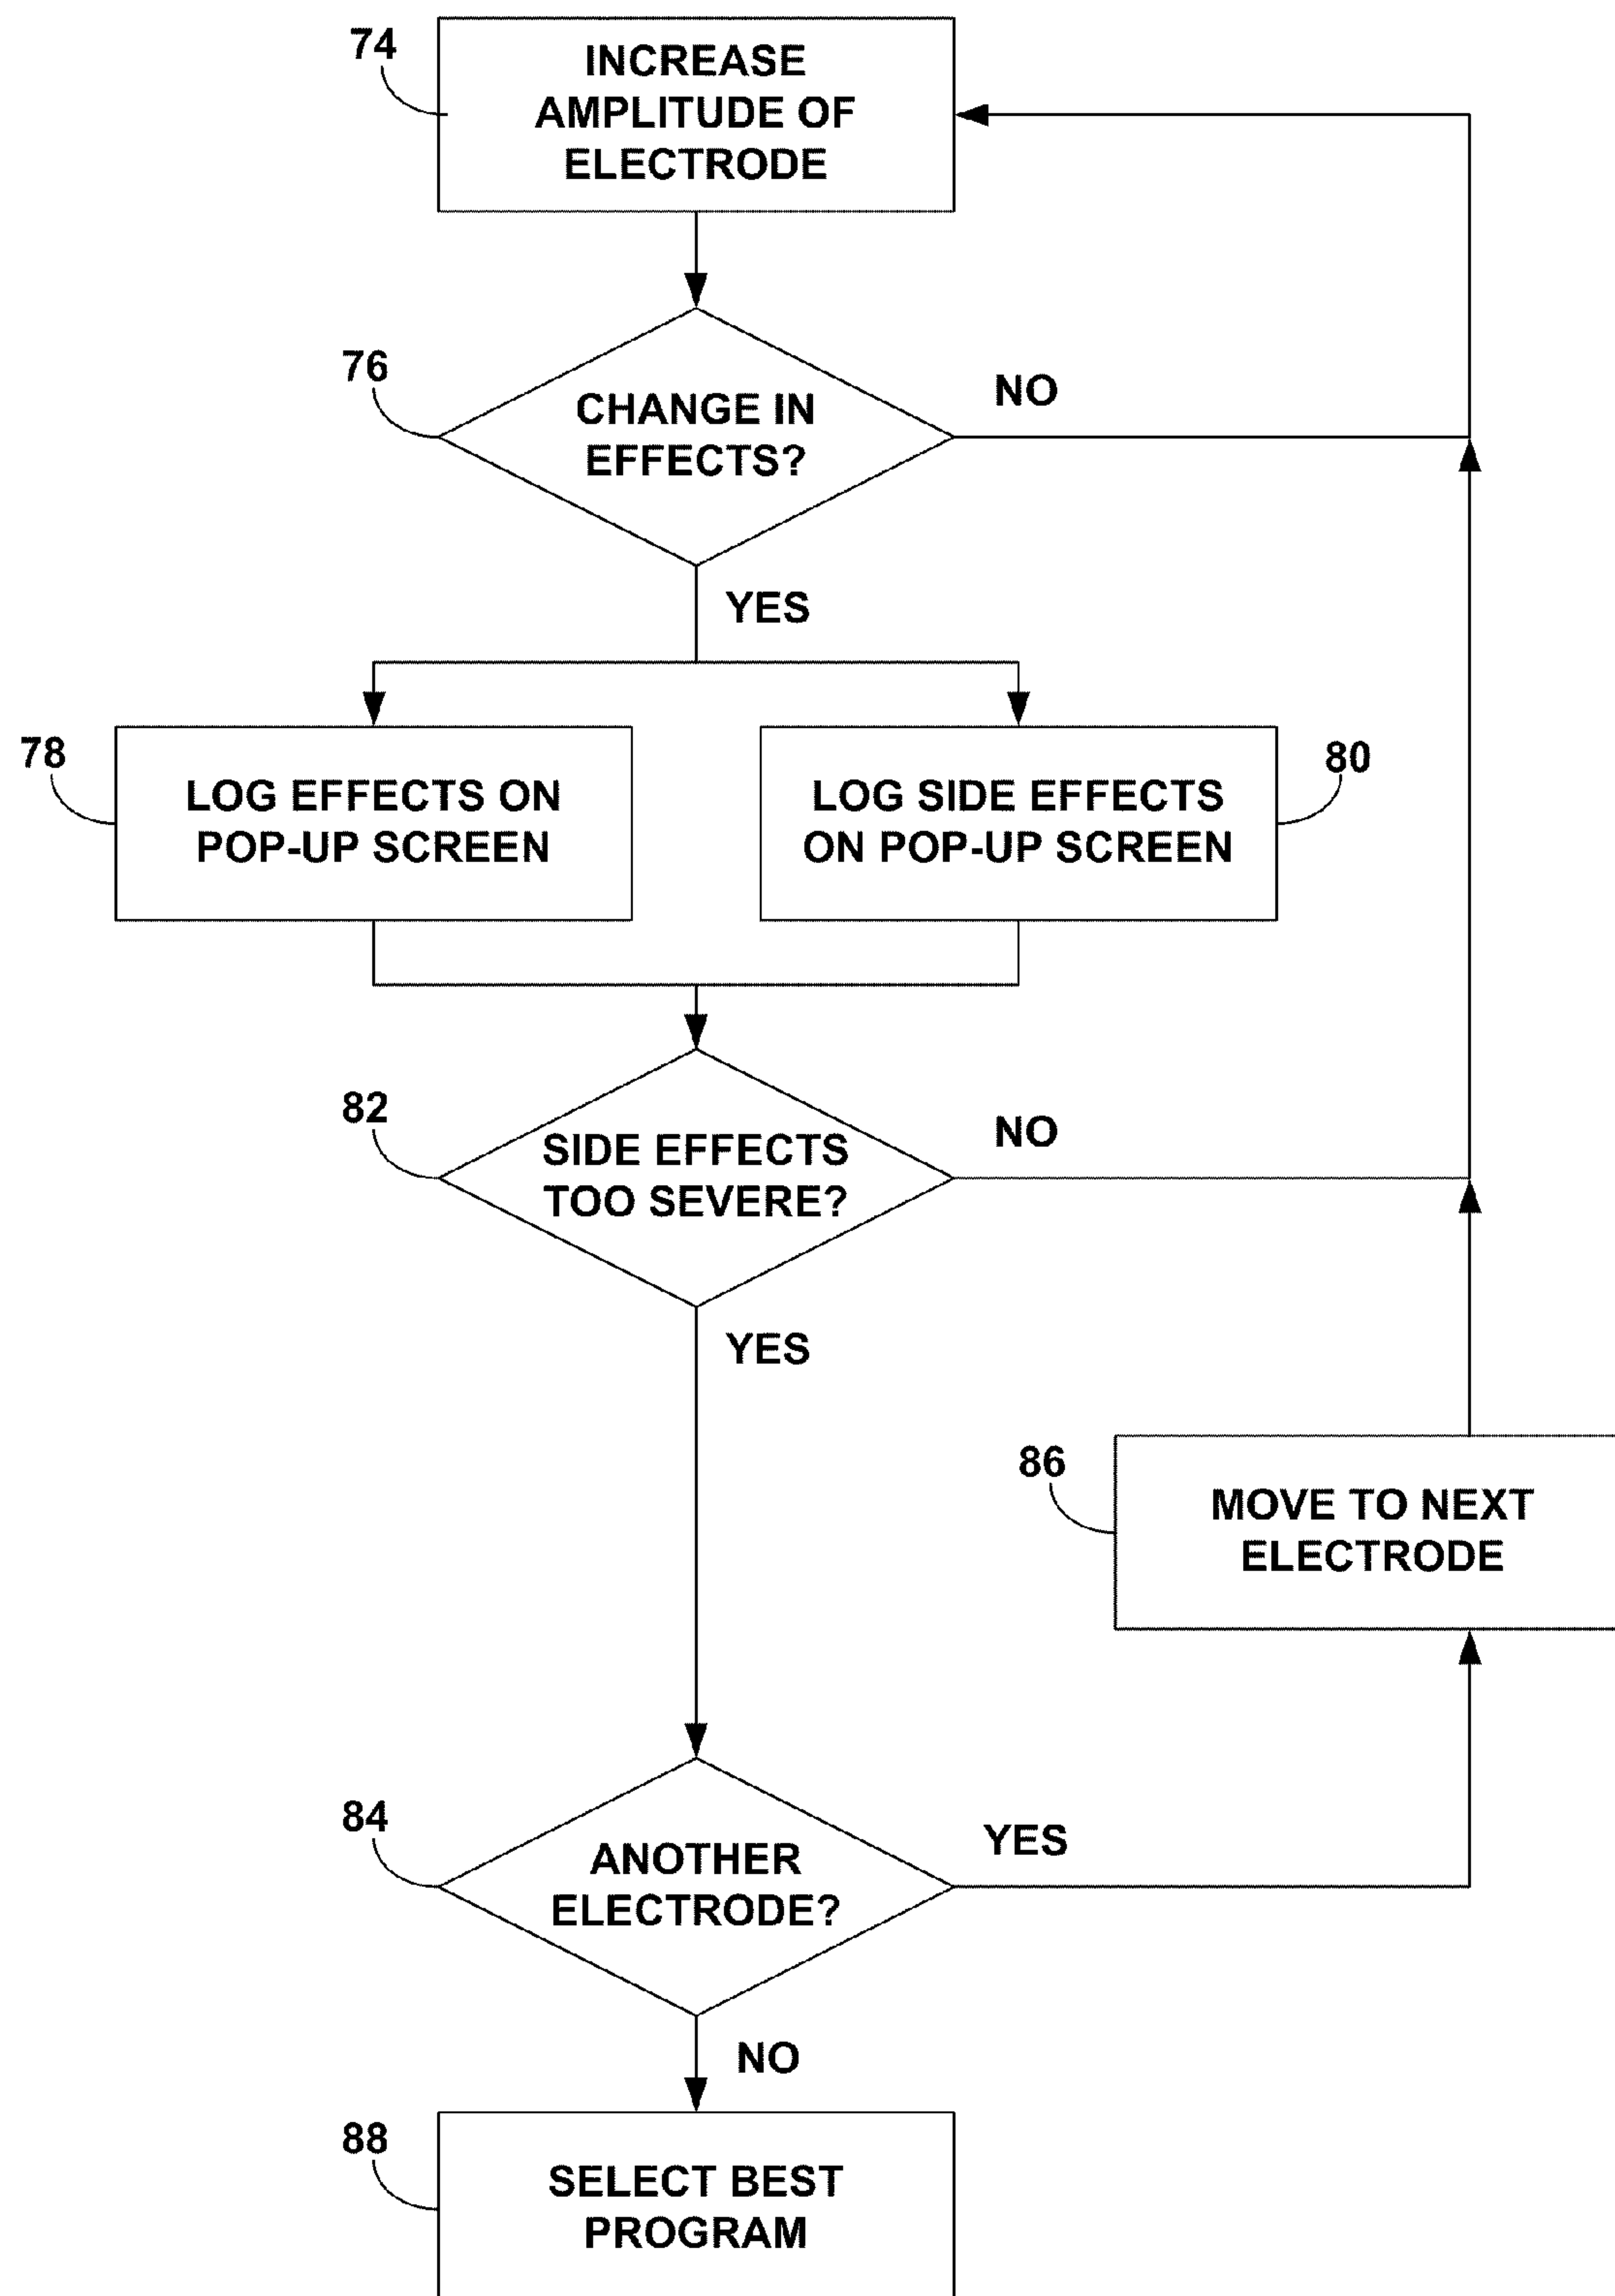 74
INCREASE
AMPLITUDE OF
ELECTRODE
76
CHANGE IN
EFFECTS?
NO
YES
78
LOG EFFECTS ON
POP-UP SCREEN
LOG SIDE EFFECTS
ON POP-UP SCREEN
80
82
SIDE EFFECTS
TOO SEVERE?
NO
YES
86
MOVE TO NEXT
ELECTRODE
84
ANOTHER
ELECTRODE?
YES
NO
88
SELECT BEST
PROGRAM